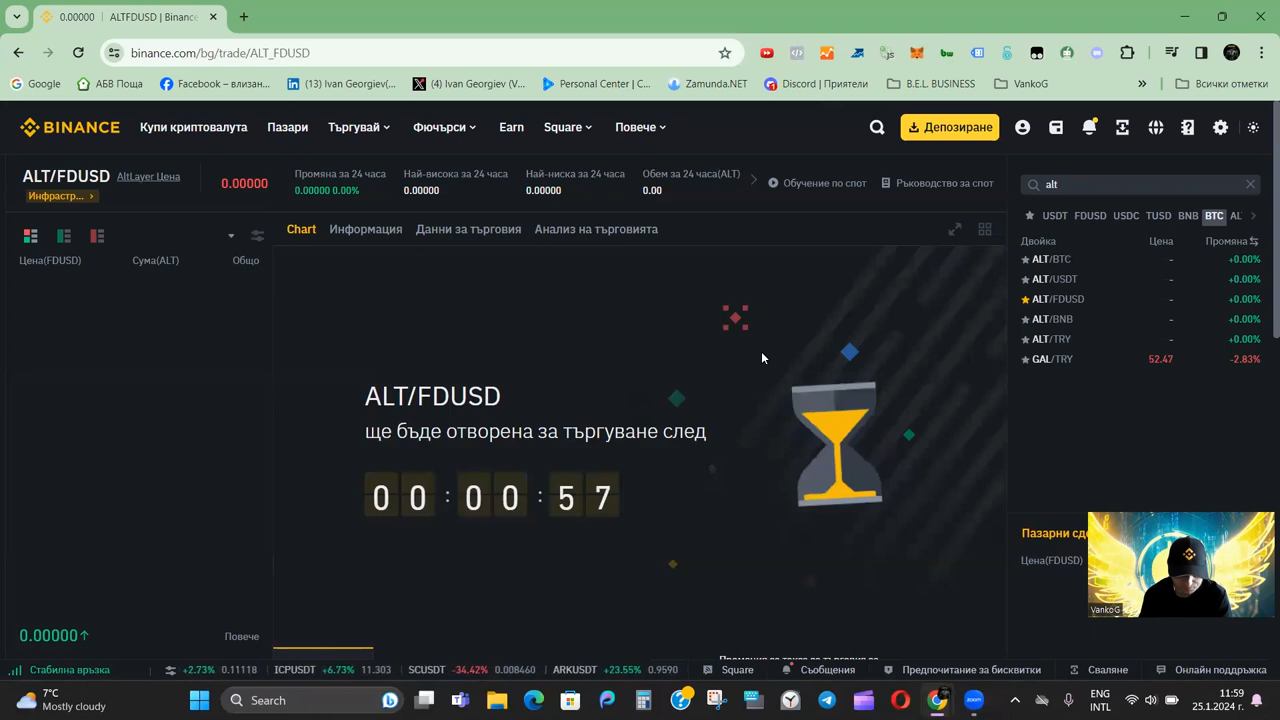 0.00000 | ALTFDUSD | Binance
binance.com/bg/trade/ALT_FDUSD
Google
АБВ Поща
Facebook – влизан...
(13) Ivan Georgiev(...
(4) Ivan Georgiev (V...
Personal Center | C...
Zamunda.NET
Discord | Приятели
B.E.L. BUSINESS
VankoG
Всички отметки
BINANCE
Купи криптовалута
Пазари
Търгувай
Фючърси
Earn
Square
Повече
Депозиране
ALT/FDUSD
AltLayer Цена
Инфрастр...
0.00000
Промяна за 24 часа
0.00000 0.00%
Най-висока за 24 часа
0.00000
Най-ниска за 24 часа
0.00000
Обем за 24 часа(ALT)
0.00
Обучение по спот
Ръководство за спот
alt
USDT FDUSD USDC TUSD BNB BTC AL
Двойка Цена Промяна
ALT/BTC - +0.00%
ALT/USDT - +0.00%
ALT/FDUSD - +0.00%
ALT/BNB - +0.00%
ALT/TRY - +0.00%
GAL/TRY 52.47 -2.83%
Цена(FDUSD) Сума(ALT) Общо
Chart Информация Данни за търговия Анализ на търговията
ALT/FDUSD
ще бъде отворена за търгуване след
00 : 00 : 57
Пазарни сд
Цена(FDUSD)
VankoG
0.00000↑ Повече
Стабилна връзка
+2.73% 0.11118 ICPUSDT +6.73% 11.303 SCUSDT -34.42% 0.008460 ARKUSDT +23.55% 0.9590
Square
Съобщения
Предпочитание за бисквитки
Сваляне
Онлайн поддръжка
7°C
Mostly cloudy
Search
ENG
INTL
11:59
25.1.2024 г.